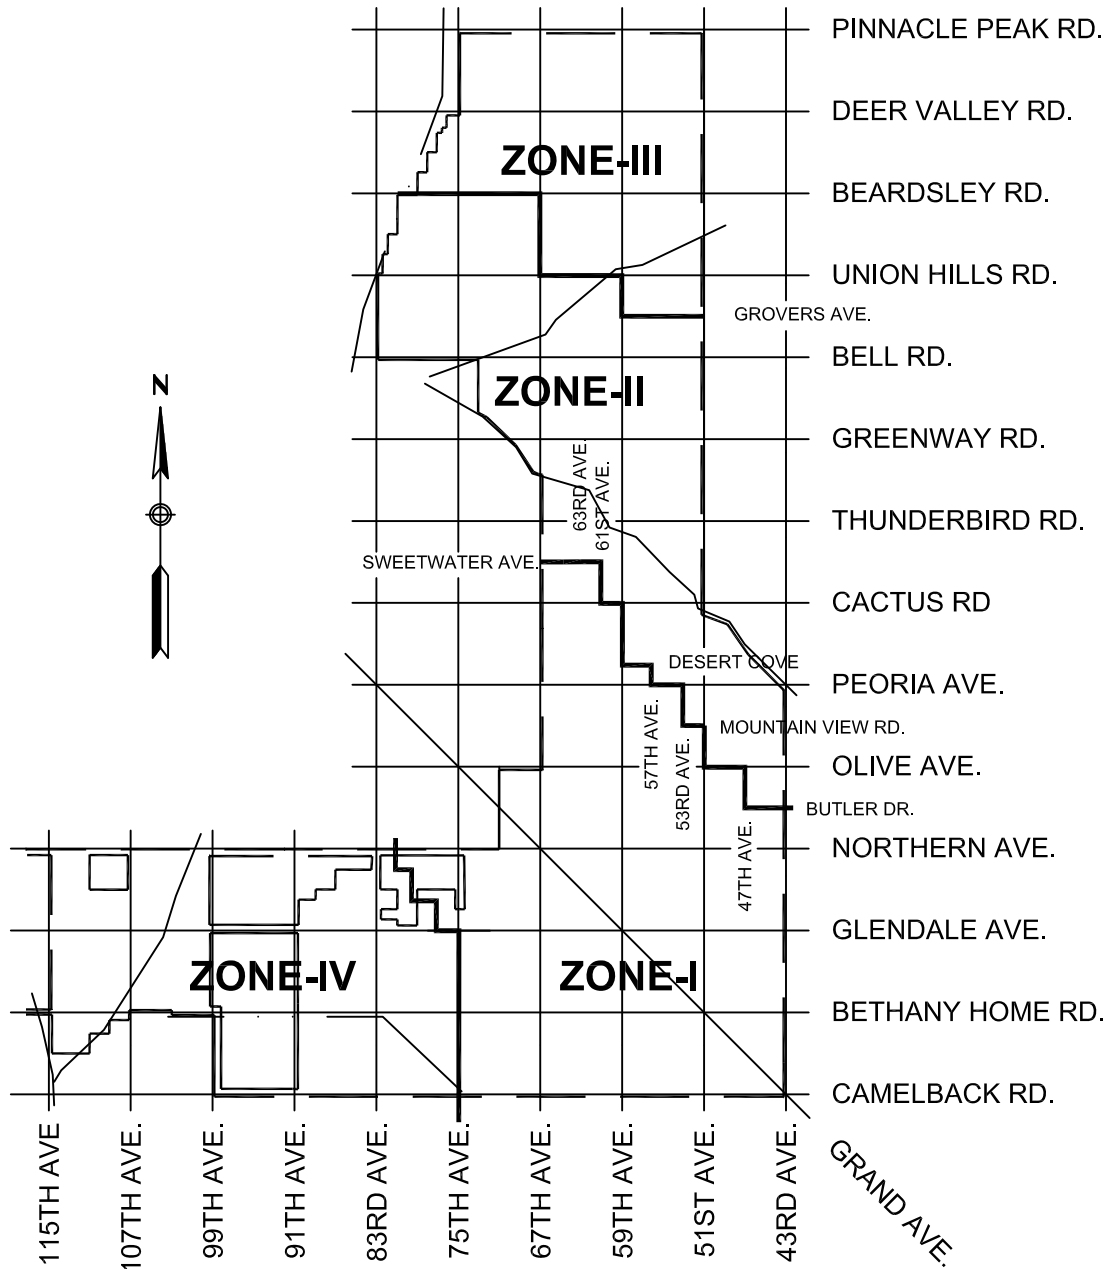 PINNACLE PEAK RD.
DEER VALLEY RD.
ZONE-III
BEARDSLEY RD.
UNION HILLS RD.
GROVERS AVE.
BELL RD.
N
ZONE-II
GREENWAY RD.
63RD AVE.
61ST AVE.
THUNDERBIRD RD.
SWEETWATER AVE.
CACTUS RD
DESERT COVE
PEORIA AVE.
57TH AVE.
MOUNTAIN VIEW RD.
53RD AVE.
OLIVE AVE.
BUTLER DR.
47TH AVE.
NORTHERN AVE.
GLENDALE AVE.
ZONE-IV
ZONE-I
BETHANY HOME RD.
CAMELBACK RD.
115TH AVE
107TH AVE.
99TH AVE.
91TH AVE.
83RD AVE.
75TH AVE.
67TH AVE.
59TH AVE.
51ST AVE.
43RD AVE.
GRAND AVE.